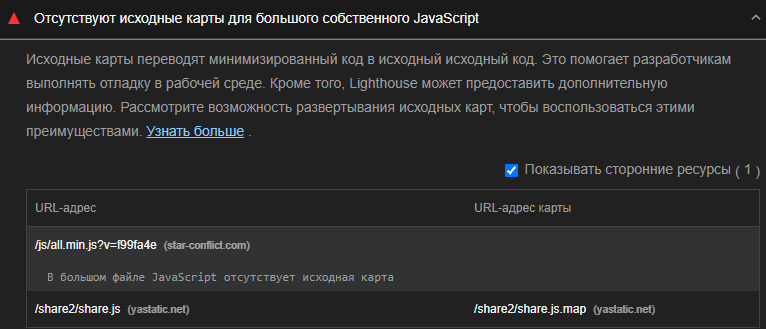 Отсутствуют исходные карты для большого собственного JavaScript
Исходные карты переводят минимизированный код в исходный исходный код. Это помогает разработчикам
выполнять отладку в рабочей среде. Кроме того, Lighthouse может предоставить дополнительную
информацию. Рассмотрите возможность развертывания исходных карт, чтобы воспользоваться этими
преимуществами. Узнать больше .
Показывать сторонние ресурсы ( 1 )
URL-адрес URL-адрес карты
/js/all.min.js?v=f99fa4e (star-conflict.com)
В большом файле JavaScript отсутствует исходная карта
/share2/share.js (yastatic.net) /share2/share.js.map (yastatic.net)